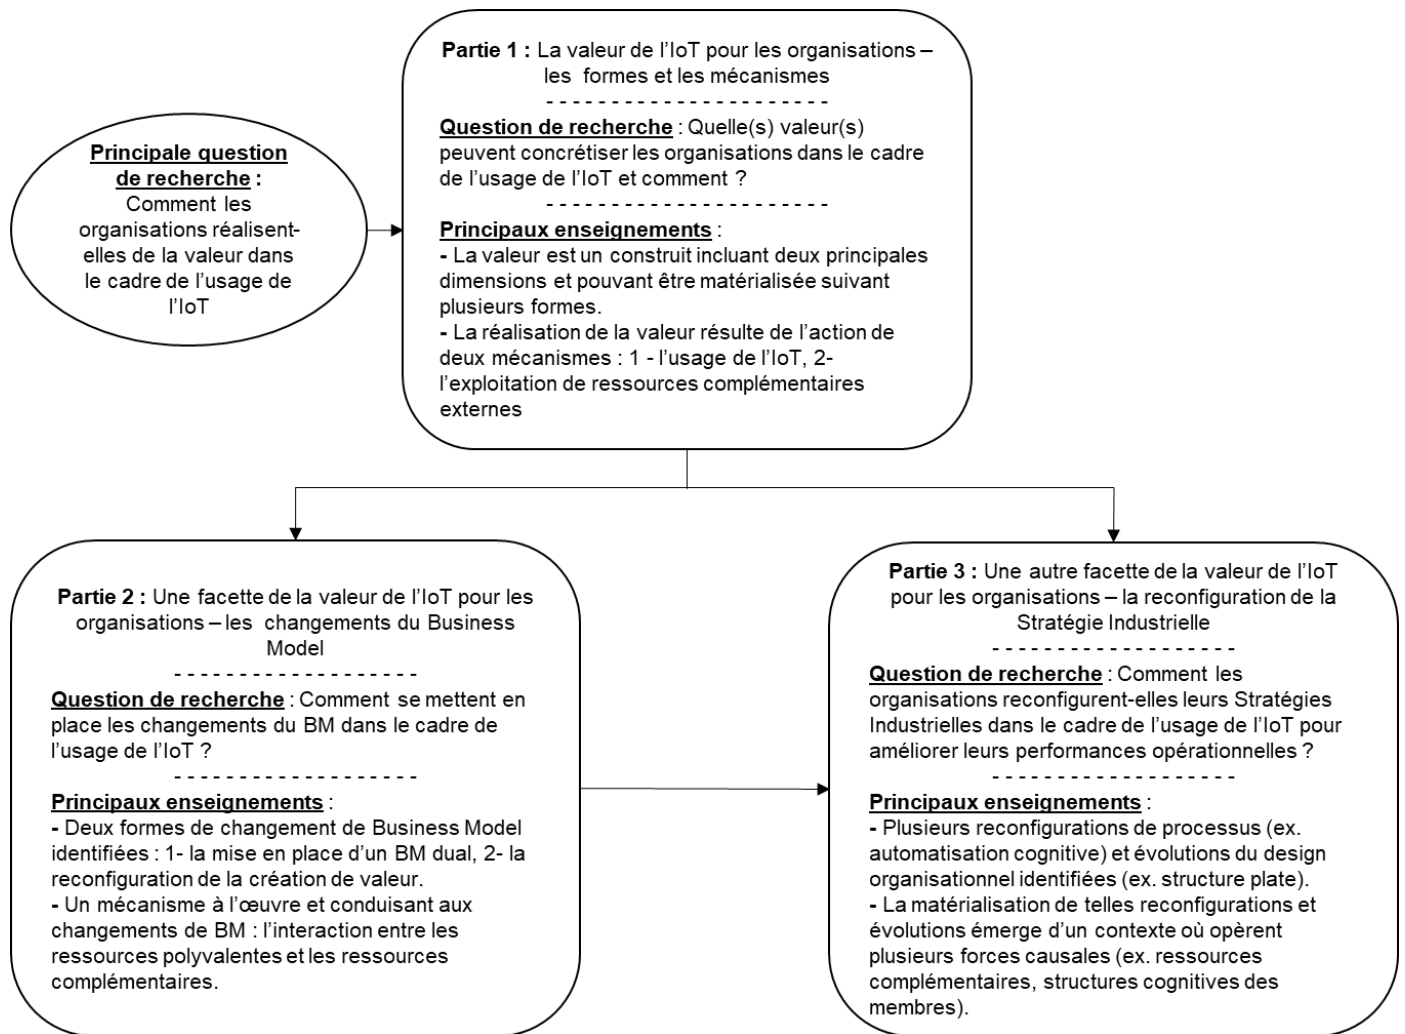 Principale question
de recherche :
Comment les
organisations réalisent-
elles de la valeur dans
le cadre de l’usage de
l’IoT
Partie 1 : La valeur de l’IoT pour les organisations –
les formes et les mécanismes
- - - - - - - - - - - - - - - - - - - - - -
Question de recherche : Quelle(s) valeur(s)
peuvent concrétiser les organisations dans le cadre
de l’usage de l’IoT et comment ?
- - - - - - - - - - - - - - - - - - - - - -
Principaux enseignements :
- La valeur est un construit incluant deux principales
dimensions et pouvant être matérialisée suivant
plusieurs formes.
- La réalisation de la valeur résulte de l’action de
deux mécanismes : 1 - l’usage de l’IoT, 2-
l’exploitation de ressources complémentaires
externes
Partie 2 : Une facette de la valeur de l’IoT pour les
organisations – les changements du Business
Model
- - - - - - - - - - - - - - - - - - -
Question de recherche : Comment se mettent en
place les changements du BM dans le cadre de
l’usage de l’IoT ?
- - - - - - - - - - - - - - - - - - -
Principaux enseignements :
- Deux formes de changement de Business Model
identifiées : 1- la mise en place d’un BM dual, 2- la
reconfiguration de la création de valeur.
- Un mécanisme à l’œuvre et conduisant aux
changements de BM : l’interaction entre les
ressources polyvalentes et les ressources
complémentaires.
Partie 3 : Une autre facette de la valeur de l’IoT
pour les organisations – la reconfiguration de la
Stratégie Industrielle
- - - - - - - - - - - - - - - - - - -
Question de recherche : Comment les
organisations reconfigurent-elles leurs Stratégies
Industrielles dans le cadre de l’usage de l’IoT pour
améliorer leurs performances opérationnelles ?
- - - - - - - - - - - - - - - - - - -
Principaux enseignements :
- Plusieurs reconfigurations de processus (ex.
automatisation cognitive) et évolutions du design
organisationnel identifiées (ex. structure plate).
- La matérialisation de telles reconfigurations et
évolutions émerge d’un contexte où opèrent
plusieurs forces causales (ex. ressources
complémentaires, structures cognitives des
membres).